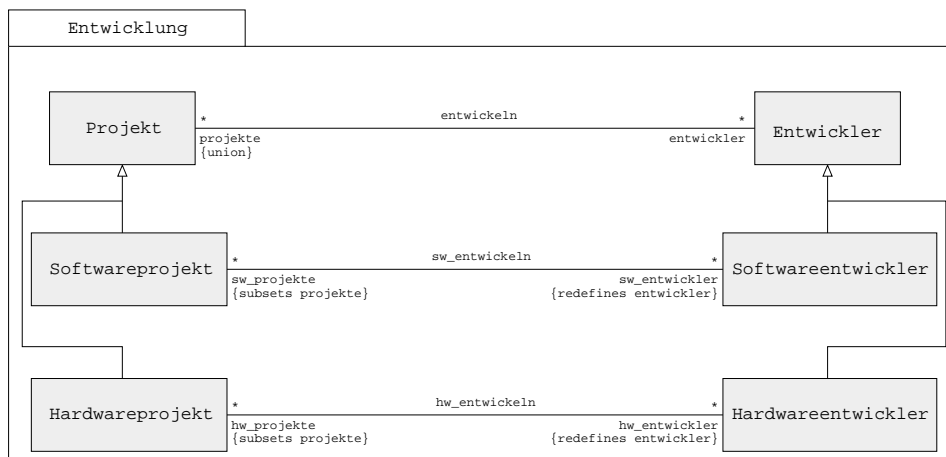 Entwicklung
Projekt
*
entwickeln
*
Entwickler
projekte
{union}
entwickler
Softwareprojekt
*
sw_entwickeln
*
Softwareentwickler
sw_projekte
{subsets projekte}
sw_entwickler
{redefines entwickler}
Hardwareprojekt
*
hw_entwickeln
*
Hardwareentwickler
hw_projekte
{subsets projekte}
hw_entwickler
{redefines entwickler}